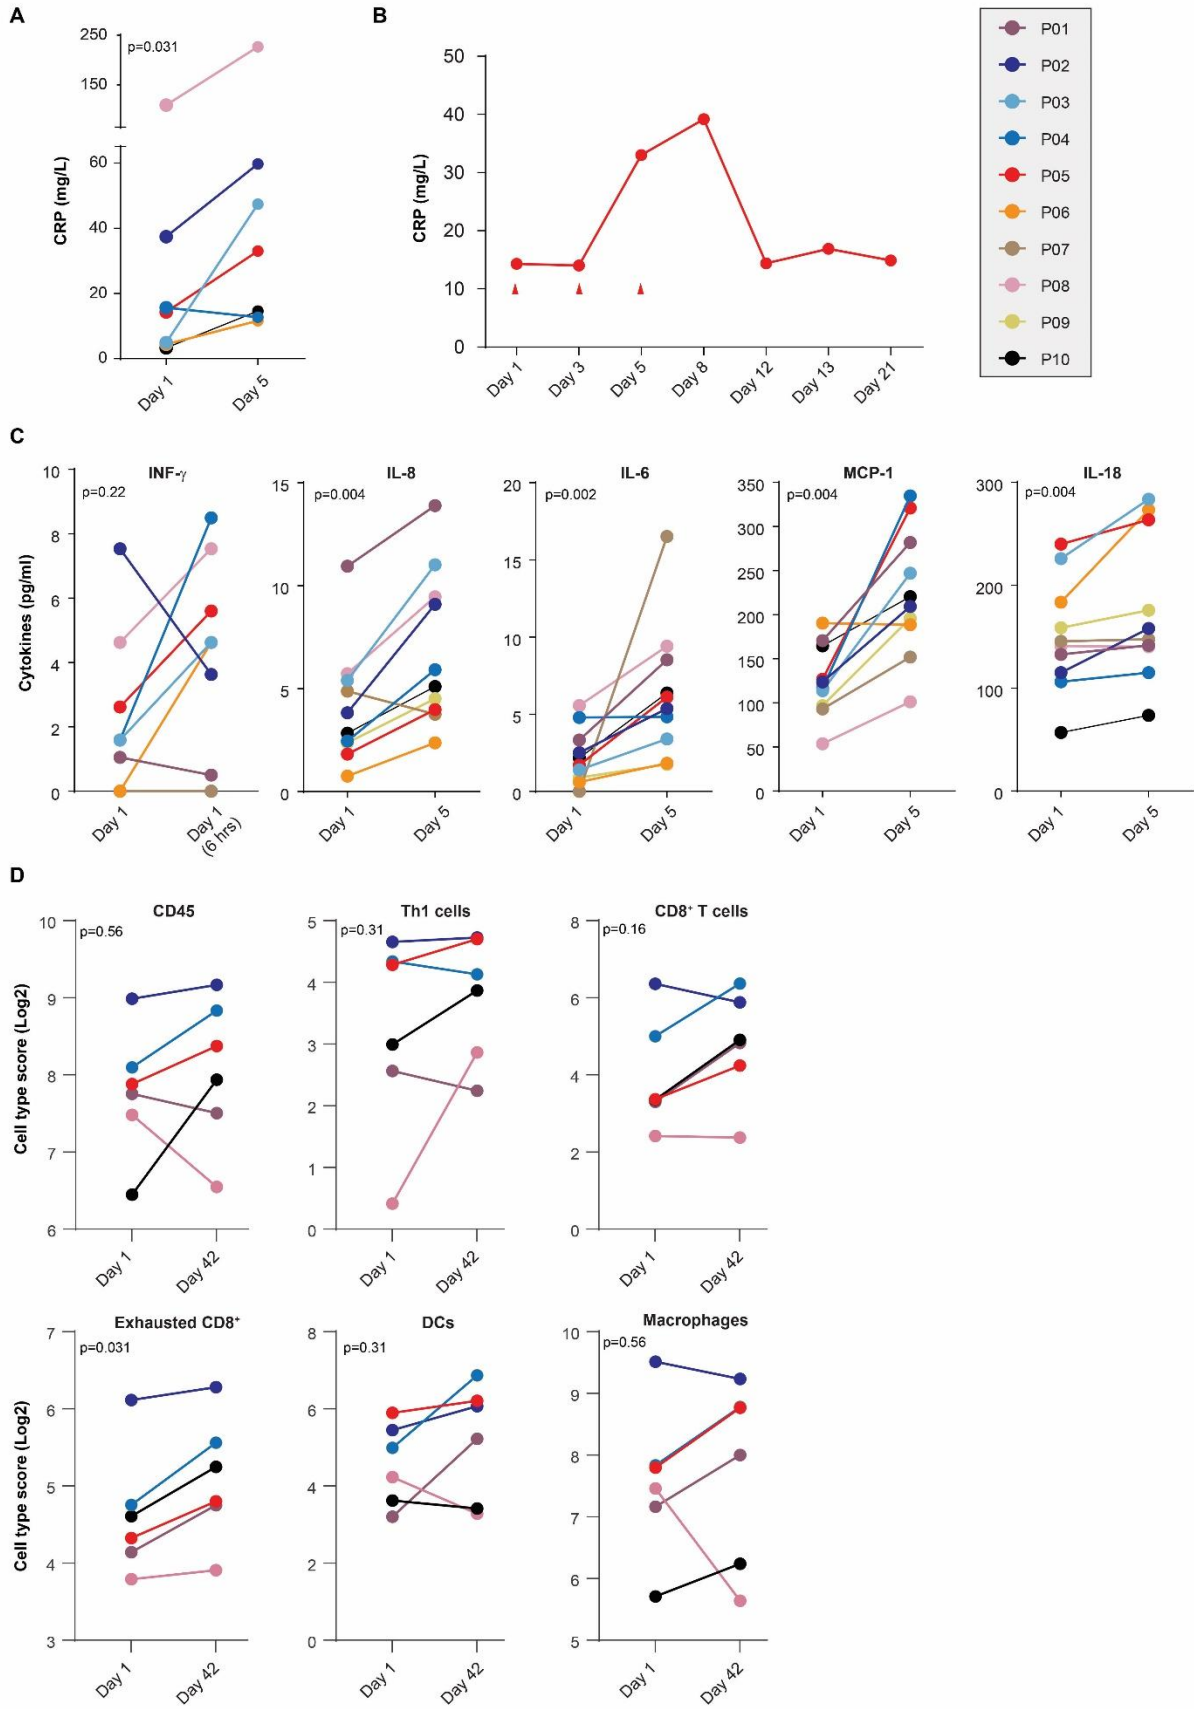 A
CRP (mg/L)
250
150
60
40
20
0
p=0.031
Day 1
Day 5
B
CRP (mg/L)
50
40
30
20
10
0
Day 1
Day 3
Day 5
Day 8
Day 12
Day 13
Day 21
P01
P02
P03
P04
P05
P06
P07
P08
P09
P10
C
Cytokines (pg/ml)
INF-γ
p=0.22
10
8
6
4
2
0
Day 1
Day 1
(6 hrs)
IL-8
p=0.004
15
10
5
0
Day 1
Day 5
IL-6
p=0.002
20
15
10
5
0
Day 1
Day 5
MCP-1
p=0.004
350
300
250
200
150
100
50
0
Day 1
Day 5
IL-18
p=0.004
300
200
100
0
Day 1
Day 5
D
Cell type score (Log2)
CD45
p=0.56
10
9
8
7
6
Day 1
Day 42
Th1 cells
p=0.31
5
4
3
2
1
0
Day 1
Day 42
CD8⁺ T cells
p=0.16
8
6
4
2
0
Day 1
Day 42
Cell type score (Log2)
Exhausted CD8⁺
p=0.031
7
6
5
4
3
Day 1
Day 42
DCs
p=0.31
8
6
4
2
0
Day 1
Day 42
Macrophages
p=0.56
10
9
8
7
6
5
Day 1
Day 42